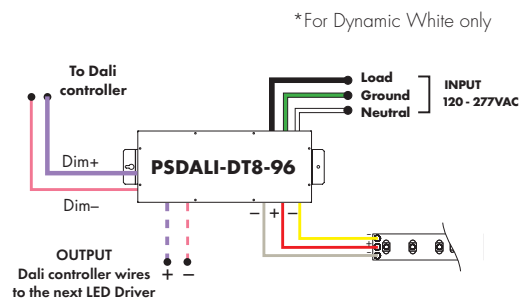 *For Dynamic White only
To Dali
controller
Load
Ground
Neutral
INPUT
120 - 277VAC
Dim+
PSDALI-DT8-96
Dim–
– + –
OUTPUT
Dali controller wires
to the next LED Driver
+ –
–
+
–